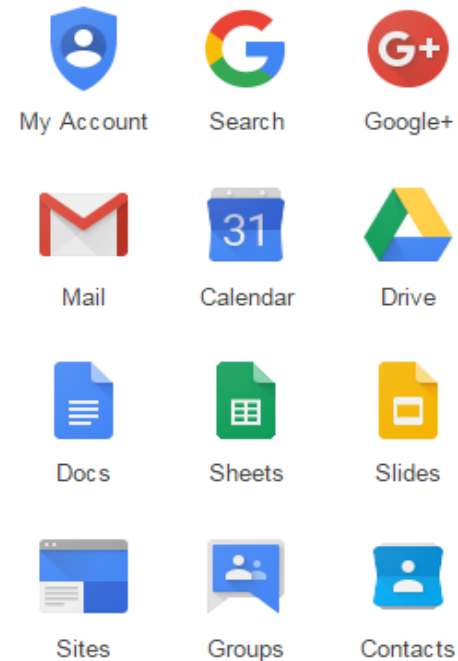 My Account Search Google+
31
Mail Calendar Drive
Docs Sheets Slides
Sites Groups Contacts